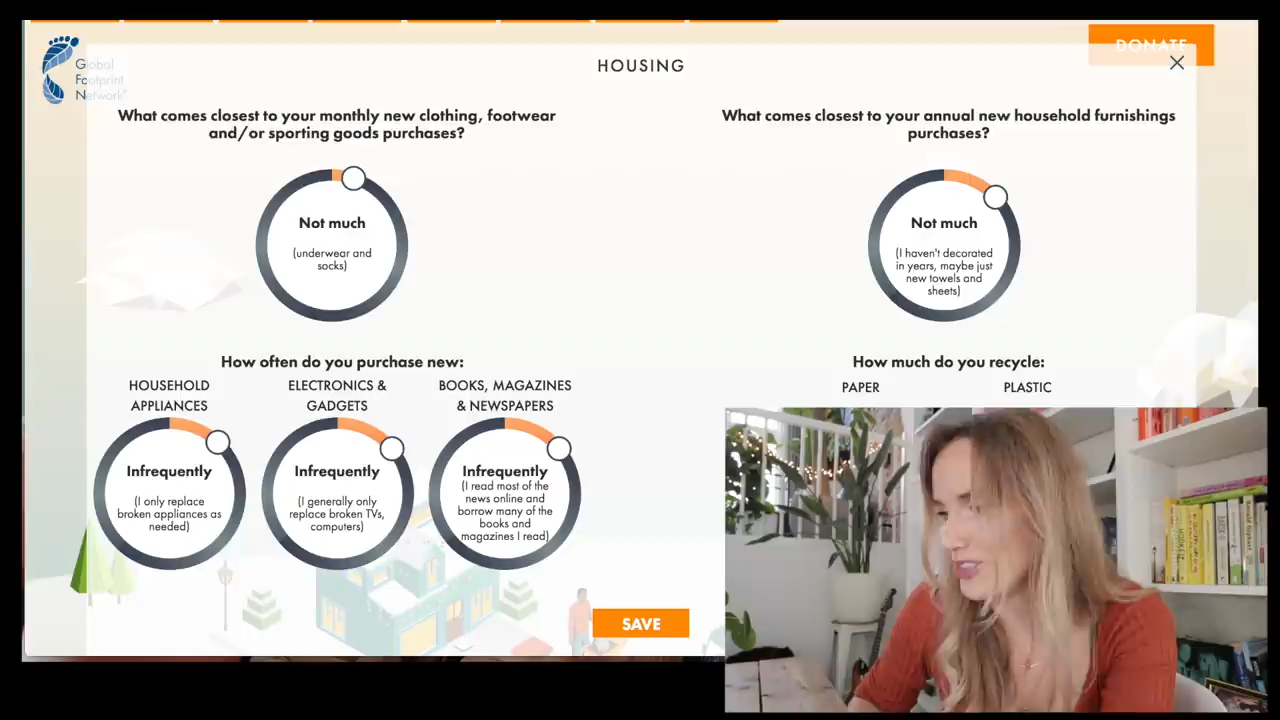 DONATE
Global
Footprint
Network
HOUSING
What comes closest to your monthly new clothing, footwear
and/or sporting goods purchases?
Not much
(underwear and
socks)
What comes closest to your annual new household furnishings
purchases?
Not much
(I haven't decorated
in years, maybe just
new towels and
sheets)
How often do you purchase new:
HOUSEHOLD
APPLIANCES
Infrequently
(I only replace
broken appliances as
needed)
ELECTRONICS &
GADGETS
Infrequently
(I generally only
replace broken TVs,
computers)
BOOKS, MAGAZINES
& NEWSPAPERS
Infrequently
(I read most of the
news online and
borrow many of the
books and
magazines I read)
How much do you recycle:
PAPER
PLASTIC
SAVE